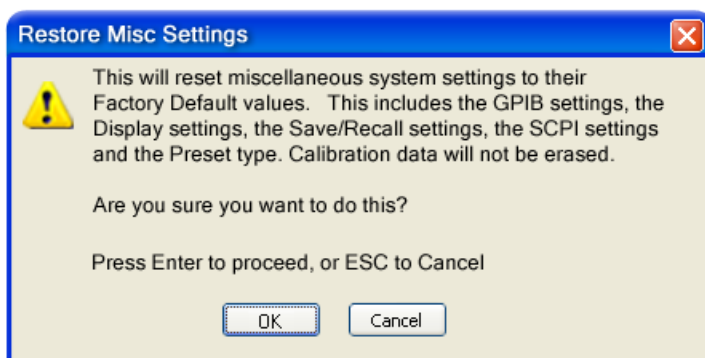 Restore Misc Settings
This will reset miscellaneous system settings to their
Factory Default values.   This includes the GPIB settings, the
Display settings, the Save/Recall settings, the SCPI settings
and the Preset type. Calibration data will not be erased.
Are you sure you want to do this?
Press Enter to proceed, or ESC to Cancel
OK
Cancel